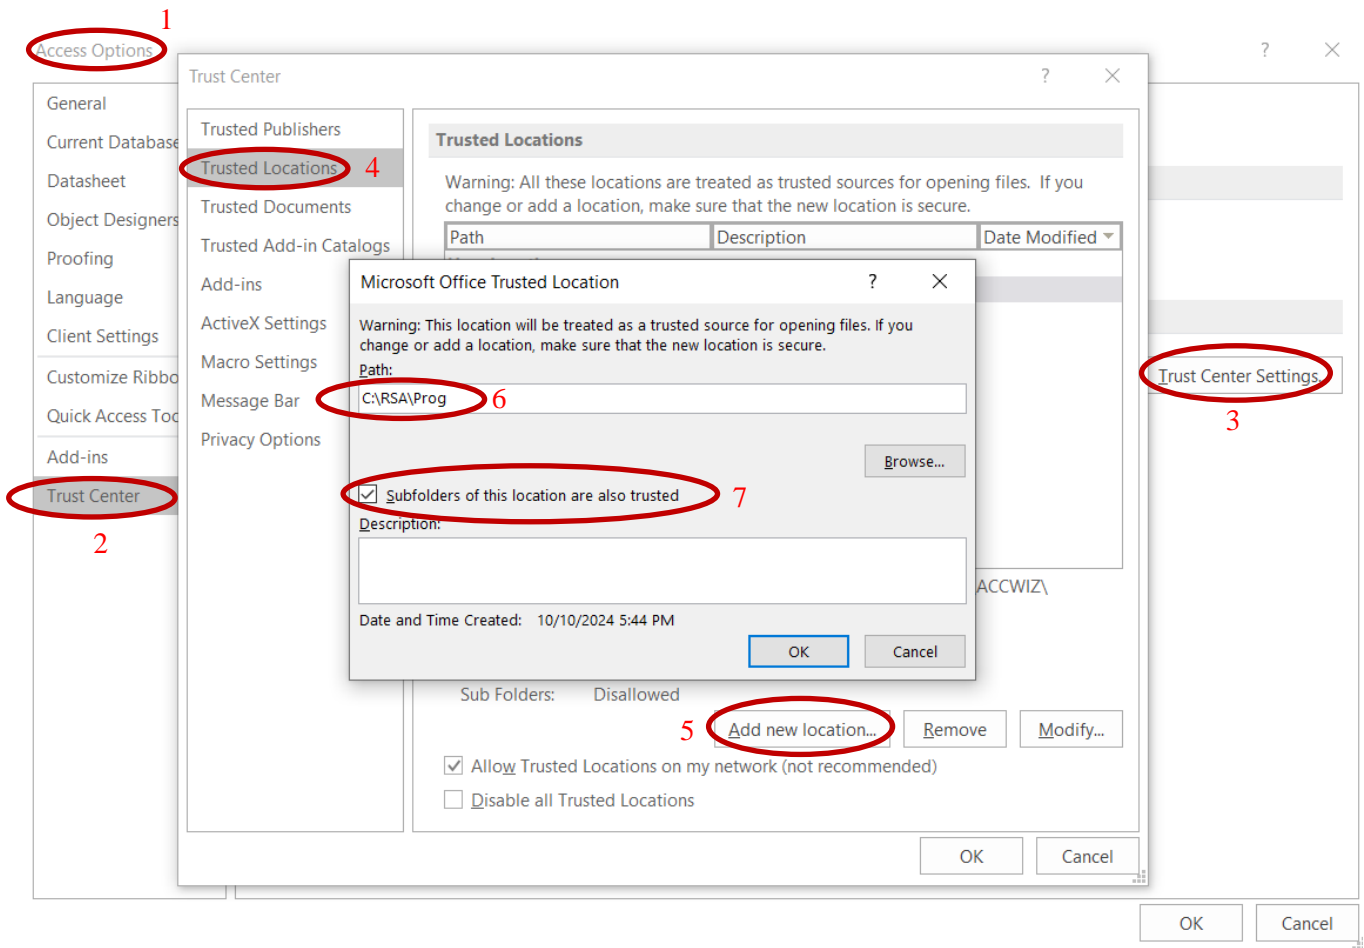 1
Access Options
?
Trust Center
?
General
Current Database
Datasheet
Object Designers
Proofing
Language
Client Settings
Customize Ribbo
Quick Access Too
Add-ins
Trust Center
2
Trusted Publishers
Trusted Locations 4
Trusted Documents
Trusted Add-in Catalogs
Add-ins
ActiveX Settings
Macro Settings
Message Bar
Privacy Options
Trusted Locations
Warning: All these locations are treated as trusted sources for opening files. If you
change or add a location, make sure that the new location is secure.
Path Description Date Modified
Microsoft Office Trusted Location ?
Warning: This location will be treated as a trusted source for opening files. If you
change or add a location, make sure that the new location is secure.
Path:
C:\RSA\Prog 6
Browse...
Subfolders of this location are also trusted 7
Description:
Date and Time Created: 10/10/2024 5:44 PM
OK Cancel
ACCWIZ\
Sub Folders: Disallowed
5 Add new location... Remove Modify...
Allow Trusted Locations on my network (not recommended)
Disable all Trusted Locations
OK Cancel
Trust Center Settings...
3
OK Cancel